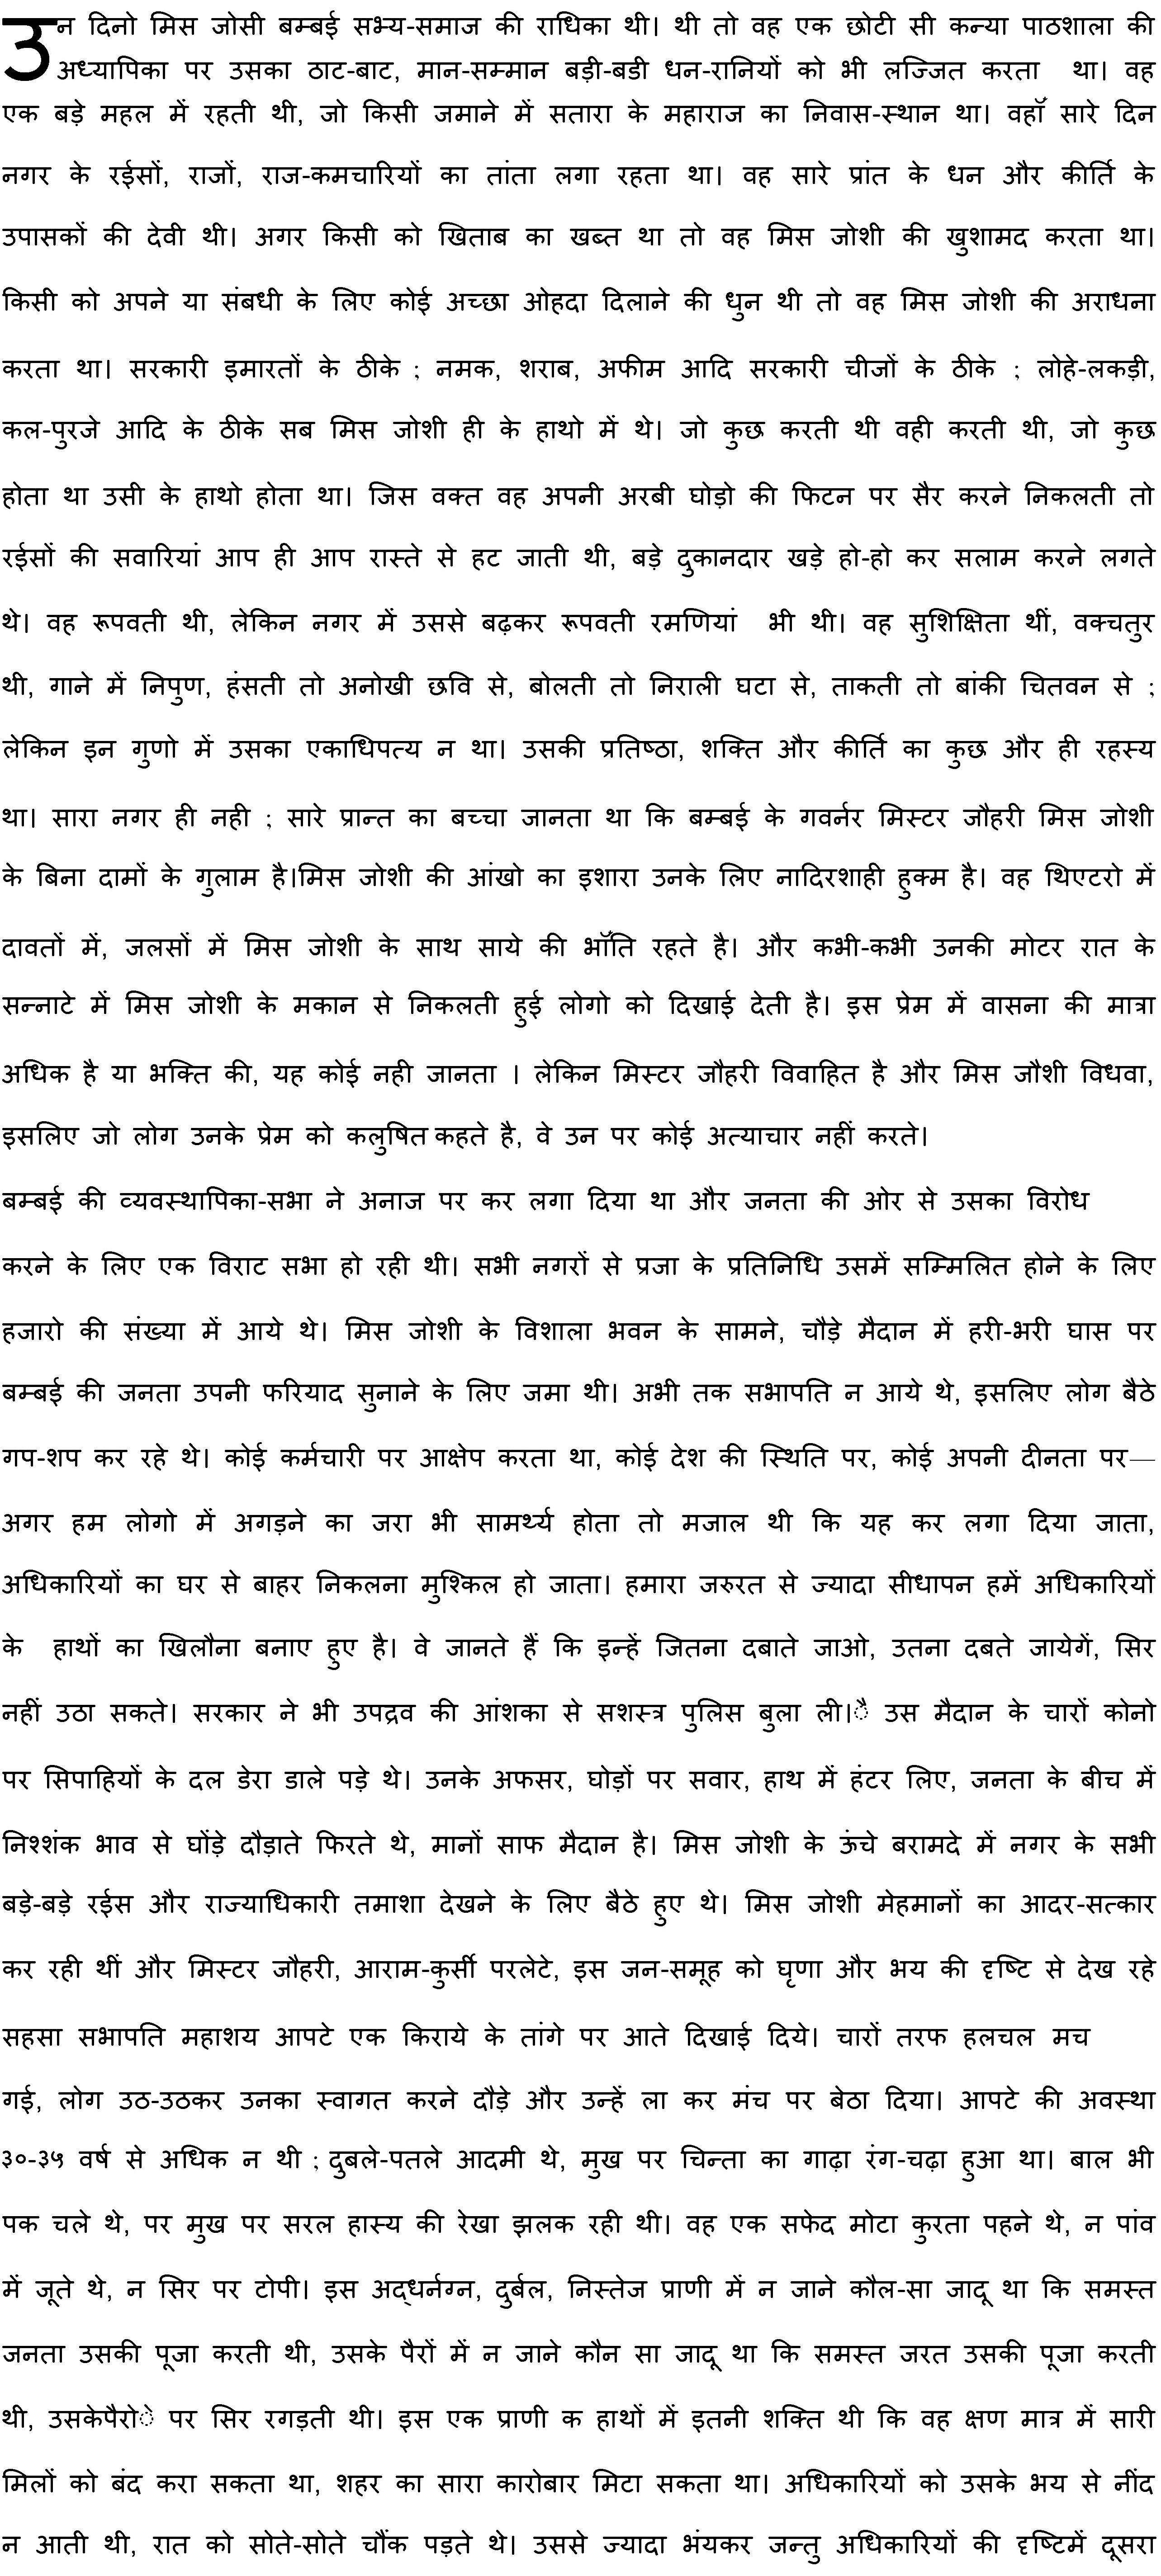 उन दिनो मिस जोसी बम्बई सभ्य-समाज की राधिका थी। थी तो वह एक छोटी सी कन्या पाठशाला की
अध्यापिका पर उसका ठाट-बाट, मान-सम्मान बड़ी-बडी धन-रानियों को भी लज्जित करता था। वह
एक बड़े महल में रहती थी, जो किसी जमाने में सतारा के महाराज का निवास-स्थान था। वहॉं सारे दिन
नगर के रईसों, राजों, राज-कमचारियों का तांता लगा रहता था। वह सारे प्रांत के धन और कीर्ति के
उपासकों की देवी थी। अगर किसी को खिताब का खब्त था तो वह मिस जोशी की खुशामद करता था।
किसी को अपने या संबधी के लिए कोई अच्छा ओहदा दिलाने की धुन थी तो वह मिस जोशी की अराधना
करता था। सरकारी इमारतों के ठीके ; नमक, शराब, अफीम आदि सरकारी चीजों के ठीके ; लोहे-लकड़ी,
कल-पुरजे आदि के ठीके सब मिस जोशी ही के हाथो में थे। जो कुछ करती थी वही करती थी, जो कुछ
होता था उसी के हाथो होता था। जिस वक्त वह अपनी अरबी घोड़ो की फिटन पर सैर करने निकलती तो
रईसों की सवारियां आप ही आप रास्ते से हट जाती थी, बड़े दुकानदार खड़े हो-हो कर सलाम करने लगते
थे। वह रूपवती थी, लेकिन नगर में उससे बढ़कर रूपवती रमणियां भी थी। वह सुशिक्षिता थीं, वक्चतुर
थी, गाने में निपुण, हंसती तो अनोखी छवि से, बोलती तो निराली घटा से, ताकती तो बांकी चितवन से ;
लेकिन इन गुणो में उसका एकाधिपत्य न था। उसकी प्रतिष्ठा, शक्ति और कीर्ति का कुछ और ही रहस्य
था। सारा नगर ही नही ; सारे प्रान्त का बच्चा जानता था कि बम्बई के गवर्नर मिस्टर जौहरी मिस जोशी
के बिना दामों के गुलाम है।मिस जोशी की आंखो का इशारा उनके लिए नादिरशाही हुक्म है। वह थिएटरो में
दावतों में, जलसों में मिस जोशी के साथ साये की भॉंति रहते है। और कभी-कभी उनकी मोटर रात के
सन्नाटे में मिस जोशी के मकान से निकलती हुई लोगो को दिखाई देती है। इस प्रेम में वासना की मात्रा
अधिक है या भक्ति की, यह कोई नही जानता । लेकिन मिस्टर जौहरी विवाहित है और मिस जौशी विधवा,
इसलिए जो लोग उनके प्रेम को कलुषित कहते है, वे उन पर कोई अत्याचार नहीं करते।
बम्बई की व्यवस्थापिका-सभा ने अनाज पर कर लगा दिया था और जनता की ओर से उसका विरोध
करने के लिए एक विराट सभा हो रही थी। सभी नगरों से प्रजा के प्रतिनिधि उसमें सम्मिलित होने के लिए
हजारो की संख्या में आये थे। मिस जोशी के विशाला भवन के सामने, चौड़े मैदान में हरी-भरी घास पर
बम्बई की जनता उपनी फरियाद सुनाने के लिए जमा थी। अभी तक सभापति न आये थे, इसलिए लोग बैठे
गप-शप कर रहे थे। कोई कर्मचारी पर आक्षेप करता था, कोई देश की स्थिति पर, कोई अपनी दीनता पर—
अगर हम लोगो में अगड़ने का जरा भी सामर्थ्य होता तो मजाल थी कि यह कर लगा दिया जाता,
अधिकारियों का घर से बाहर निकलना मुश्किल हो जाता। हमारा जरुरत से ज्यादा सीधापन हमें अधिकारियों
के हाथों का खिलौना बनाए हुए है। वे जानते हैं कि इन्हें जितना दबाते जाओ, उतना दबते जायेगें, सिर
नहीं उठा सकते। सरकार ने भी उपद्रव की आंशका से सशस्त्र पुलिस बुला ली।ै उस मैदान के चारों कोनो
पर सिपाहियों के दल डेरा डाले पड़े थे। उनके अफसर, घोड़ों पर सवार, हाथ में हंटर लिए, जनता के बीच में
निश्शंक भाव से घोंड़े दौड़ाते फिरते थे, मानों साफ मैदान है। मिस जोशी के ऊंचे बरामदे में नगर के सभी
बड़े-बड़े रईस और राज्याधिकारी तमाशा देखने के लिए बैठे हुए थे। मिस जोशी मेहमानों का आदर-सत्कार
कर रही थीं और मिस्टर जौहरी, आराम-कुर्सी परलेटे, इस जन-समूह को घृणा और भय की दृष्टि से देख रहे
सहसा सभापति महाशय आपटे एक किराये के तांगे पर आते दिखाई दिये। चारों तरफ हलचल मच
गई, लोग उठ-उठकर उनका स्वागत करने दौड़े और उन्हें ला कर मंच पर बेठा दिया। आपटे की अवस्था
३०-३५ वर्ष से अधिक न थी ; दुबले-पतले आदमी थे, मुख पर चिन्ता का गाढ़ा रंग-चढ़ा हुआ था। बाल भी
पक चले थे, पर मुख पर सरल हास्य की रेखा झलक रही थी। वह एक सफेद मोटा कुरता पहने थे, न पांव
में जूते थे, न सिर पर टोपी। इस अद्धर्नग्न, दुर्बल, निस्तेज प्राणी में न जाने कौल-सा जादू था कि समस्त
जनता उसकी पूजा करती थी, उसके पैरों में न जाने कौन सा जादू था कि समस्त जरत उसकी पूजा करती
थी, उसकेपैरोे पर सिर रगड़ती थी। इस एक प्राणी क हाथों में इतनी शक्ति थी कि वह क्षण मात्र में सारी
मिलों को बंद करा सकता था, शहर का सारा कारोबार मिटा सकता था। अधिकारियों को उसके भय से नींद
न आती थी, रात को सोते-सोते चौंक पड़ते थे। उससे ज्यादा भंयकर जन्तु अधिकारियों की दृष्टिमें दूसरा